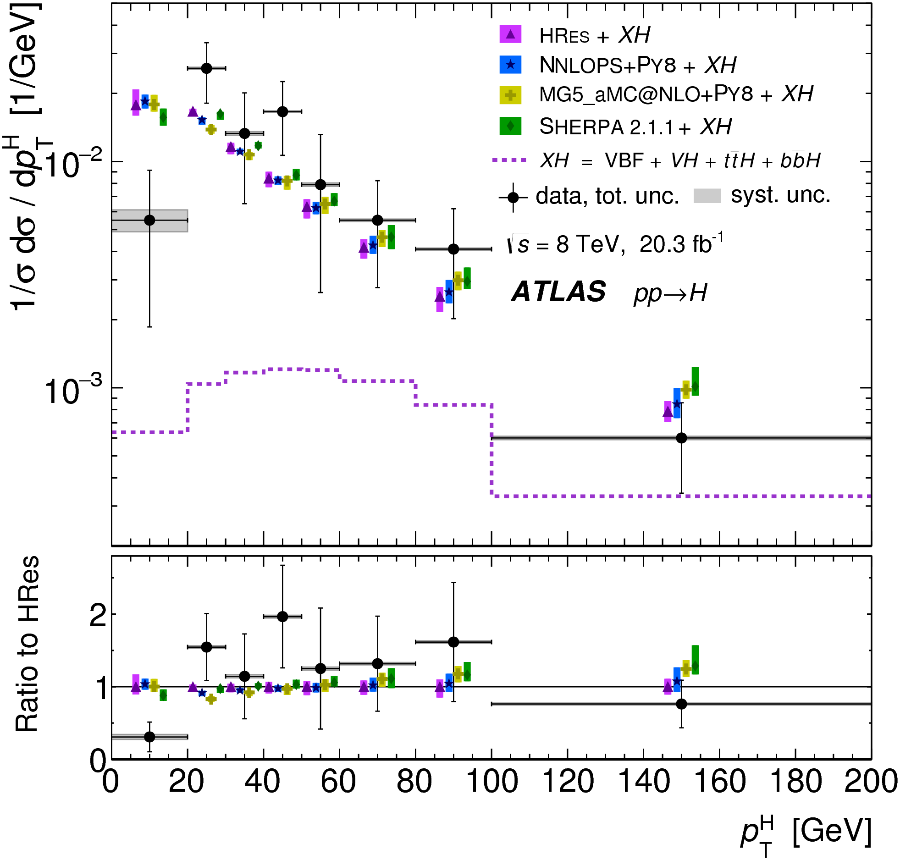 1/σ dσ / dp_T^H [1/GeV]
10⁻²
10⁻³
HRES + XH
NNLOPS+PY8 + XH
MG5_aMC@NLO+PY8 + XH
SHERPA 2.1.1 + XH
XH = VBF + VH + tt̄H + bb̄H
data, tot. unc. syst. unc.
√s = 8 TeV, 20.3 fb⁻¹
ATLAS pp→H
Ratio to HRes
2
1
0
0 20 40 60 80 100 120 140 160 180 200
p_T^H [GeV]